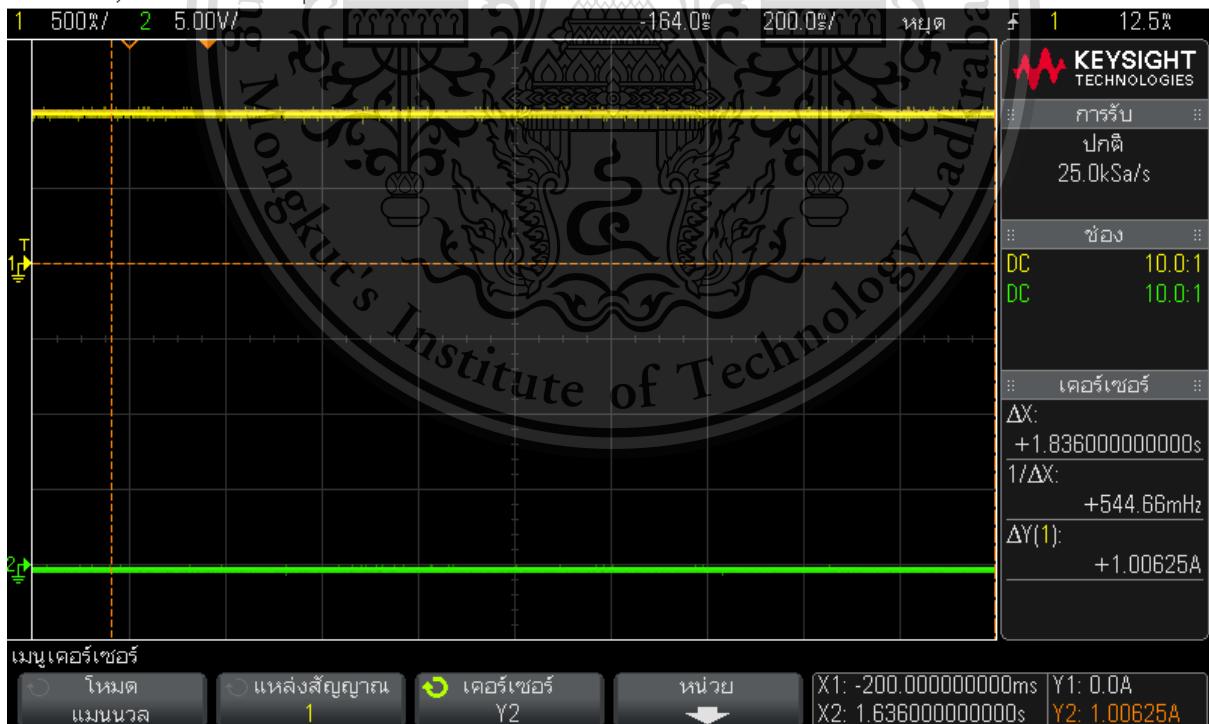 1 500㎃/ 2 5.00V/ -164.0ms 200.0ms/ หยุด 1 12.5㎃
KEYSIGHT
TECHNOLOGIES
การรับ
ปกติ
25.0kSa/s
ช่อง
DC 10.0:1
DC 10.0:1
เคอร์เซอร์
ΔX:
+1.836000000000s
1/ΔX:
+544.66mHz
ΔY(1):
+1.00625A
T
1
2
Mongkut's Institute of Technology Ladkrabang
เมนูเคอร์เซอร์
โหมด
แมนนวล
แหล่งสัญญาณ
1
เคอร์เซอร์
Y2
หน่วย
X1: -200.000000000ms
X2: 1.636000000000s
Y1: 0.0A
Y2: 1.00625A